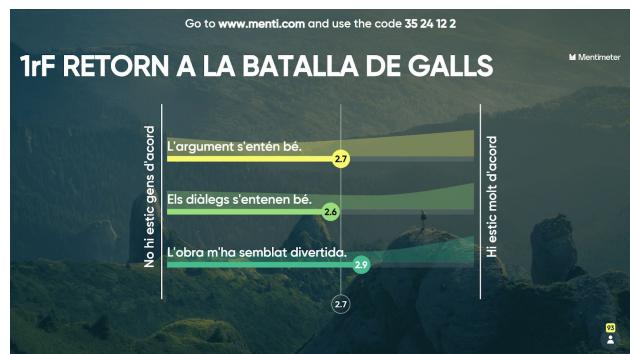 Go to www.menti.com and use the code 35 24 12 2
1rF RETORN A LA BATALLA DE GALLS
Mentimeter
No hi estic gens d'acord
L'argument s'entén bé.
2.7
Els diàlegs s'entenen bé.
2.6
L'obra m'ha semblat divertida.
2.9
Hi estic molt d'acord
2.7
93